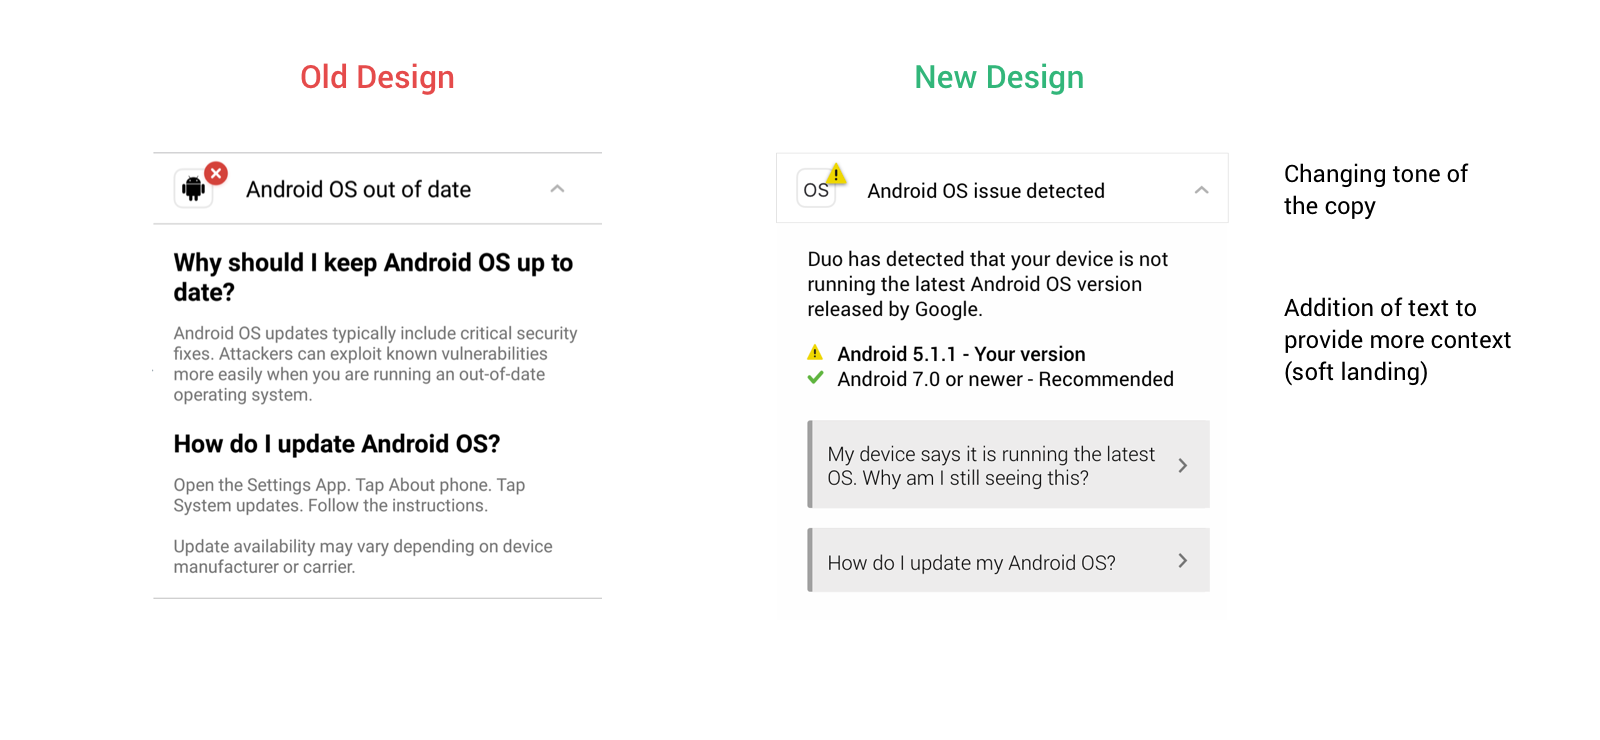 Old Design
Android OS out of date
Why should I keep Android OS up to
date?
Android OS updates typically include critical security
fixes. Attackers can exploit known vulnerabilities
more easily when you are running an out-of-date
operating system.
How do I update Android OS?
Open the Settings App. Tap About phone. Tap
System updates. Follow the instructions.
Update availability may vary depending on device
manufacturer or carrier.
New Design
OS
Android OS issue detected
Duo has detected that your device is not
running the latest Android OS version
released by Google.
Android 5.1.1 - Your version
Android 7.0 or newer - Recommended
My device says it is running the latest
OS. Why am I still seeing this?
How do I update my Android OS?
Changing tone of
the copy
Addition of text to
provide more context
(soft landing)